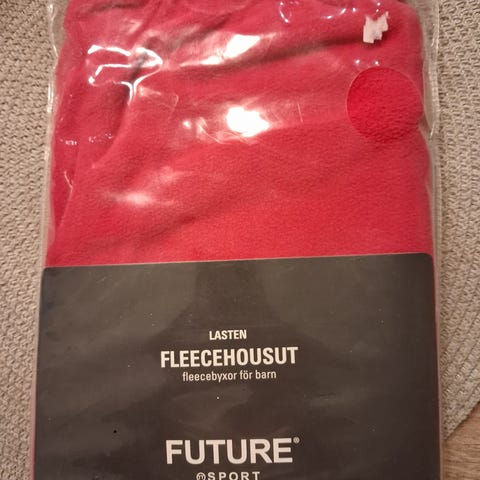 LASTEN
FLEECEHOUSUT
fleecebyxor för barn
FUTURE®
@SPORT